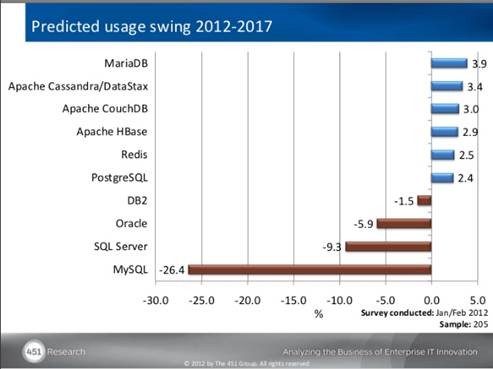 Predicted usage swing 2012-2017
MariaDB 3.9
Apache Cassandra/DataStax 3.4
Apache CouchDB 3.0
Apache HBase 2.9
Redis 2.5
PostgreSQL 2.4
DB2 -1.5
Oracle -5.9
SQL Server -9.3
MySQL -26.4
-30.0 -25.0 -20.0 -15.0 -10.0 -5.0 0.0 5.0
%
Survey conducted: Jan/Feb 2012
Sample: 205
451 Research
Analyzing the Business of Enterprise IT Innovation
© 2012 by The 451 Group. All rights reserved